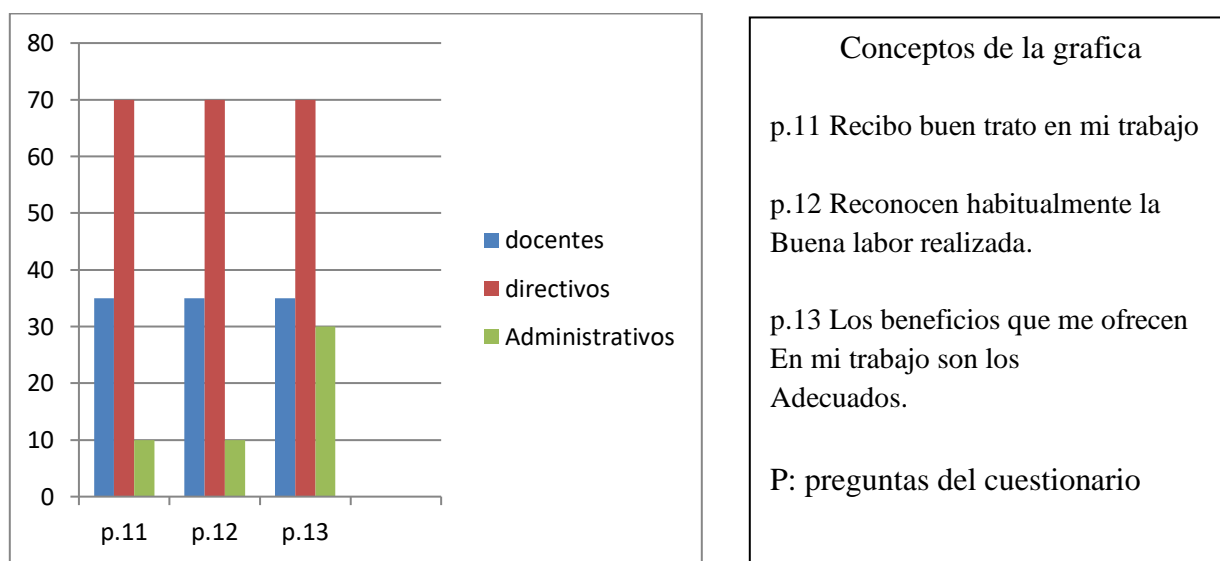 80
70
60
50
40
30
20
10
0
p.11 p.12 p.13
docentes
directivos
Administrativos
Conceptos de la grafica
p.11 Recibo buen trato en mi trabajo
p.12 Reconocen habitualmente la
Buena labor realizada.
p.13 Los beneficios que me ofrecen
En mi trabajo son los
Adecuados.
P: preguntas del cuestionario